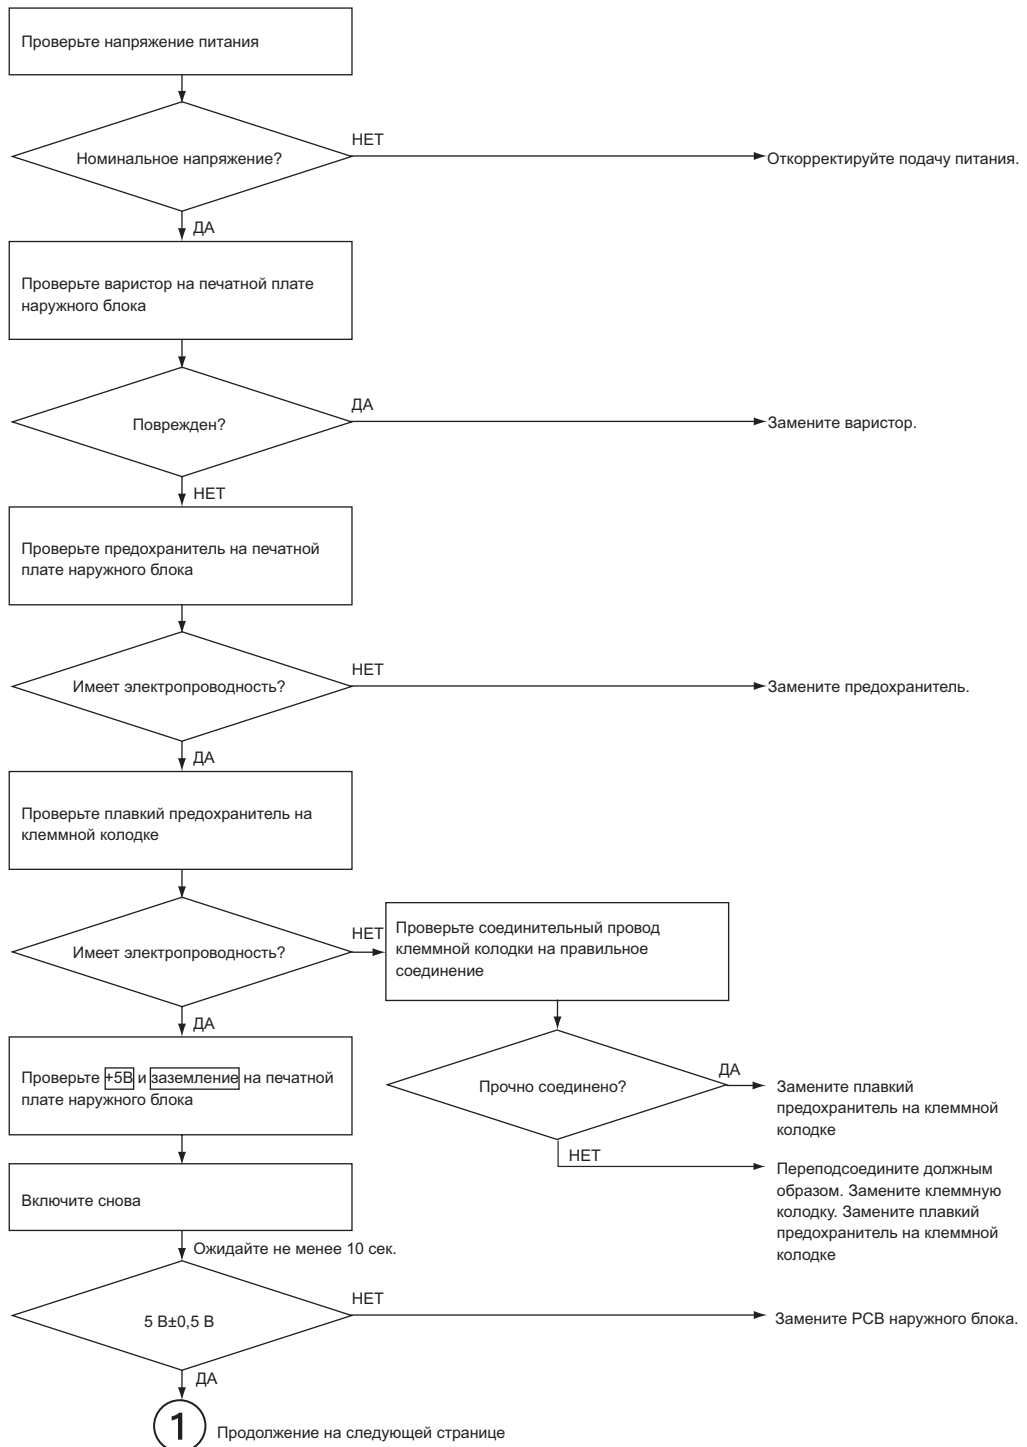 Проверьте напряжение питания
Номинальное напряжение?
НЕТ
Откорректируйте подачу питания.
ДА
Проверьте варистор на печатной плате
наружного блока
Поврежден?
ДА
Замените варистор.
НЕТ
Проверьте предохранитель на печатной
плате наружного блока
Имеет электропроводность?
НЕТ
Замените предохранитель.
ДА
Проверьте плавкий предохранитель на
клеммной колодке
Имеет электропроводность?
НЕТ
Проверьте соединительный провод
клеммной колодки на правильное
соединение
ДА
Проверьте +5В и заземление на печатной
плате наружного блока
Прочно соединено?
ДА
Замените плавкий
предохранитель на клеммной
колодке
НЕТ
Переподсоедините должным
образом. Замените клеммную
колодку. Замените плавкий
предохранитель на клеммной
колодке
Включите снова
Ожидайте не менее 10 сек.
5 В±0,5 В
НЕТ
Замените PCB наружного блока.
ДА
1
Продолжение на следующей странице